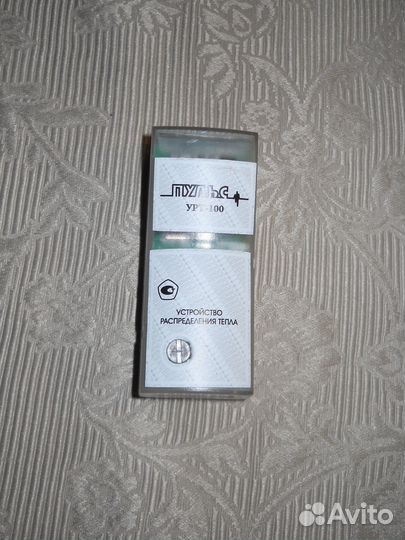 ПУЛЬС
УРТ-100
УСТРОЙСТВО
РАСПРЕДЕЛЕНИЯ ТЕПЛА
Avito